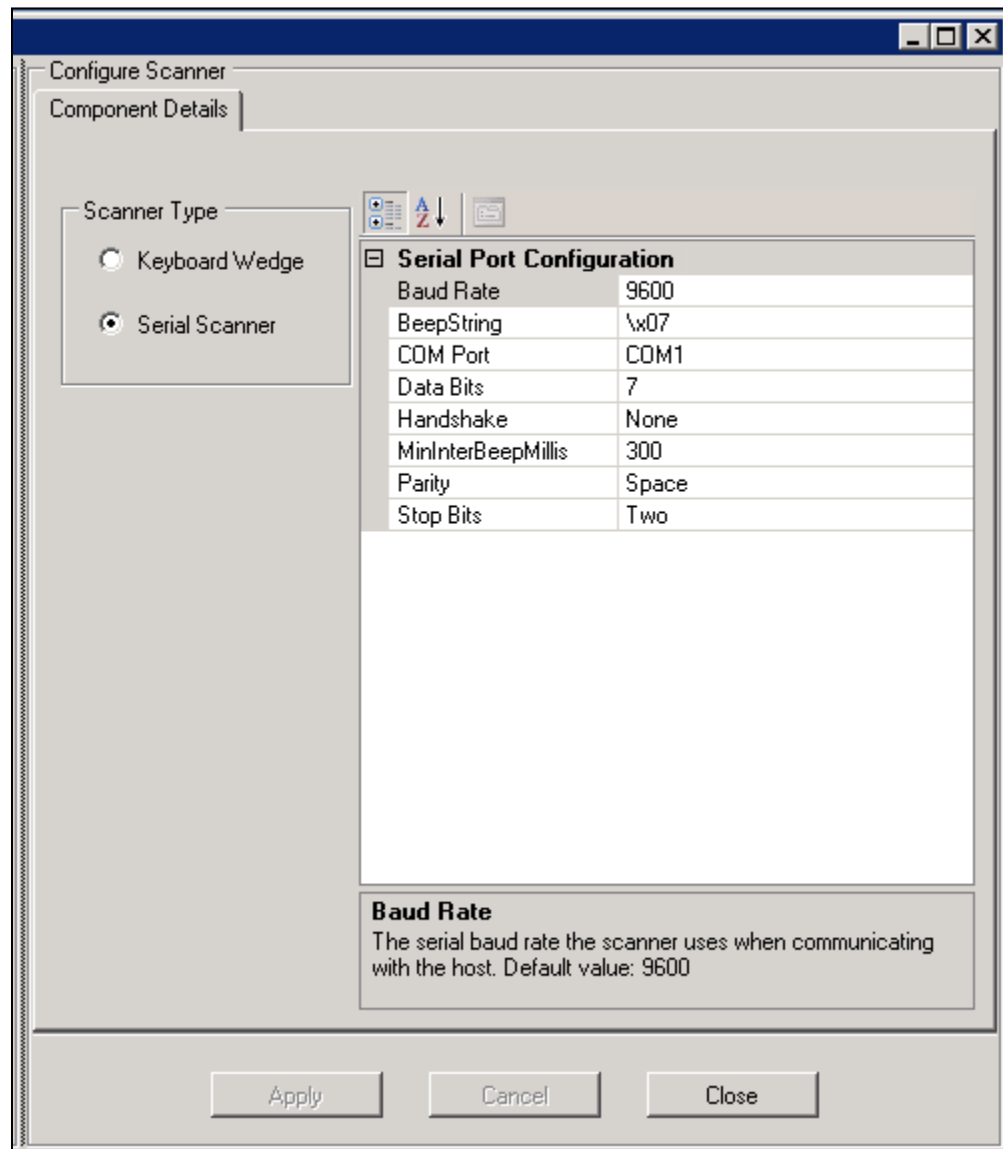 Configure Scanner
Component Details
Scanner Type
Keyboard Wedge
Serial Scanner
A
Z
Serial Port Configuration
Baud Rate 9600
BeepString \x07
COM Port COM1
Data Bits 7
Handshake None
MinInterBeepMillis 300
Parity Space
Stop Bits Two
Baud Rate
The serial baud rate the scanner uses when communicating
with the host. Default value: 9600
Apply Cancel Close